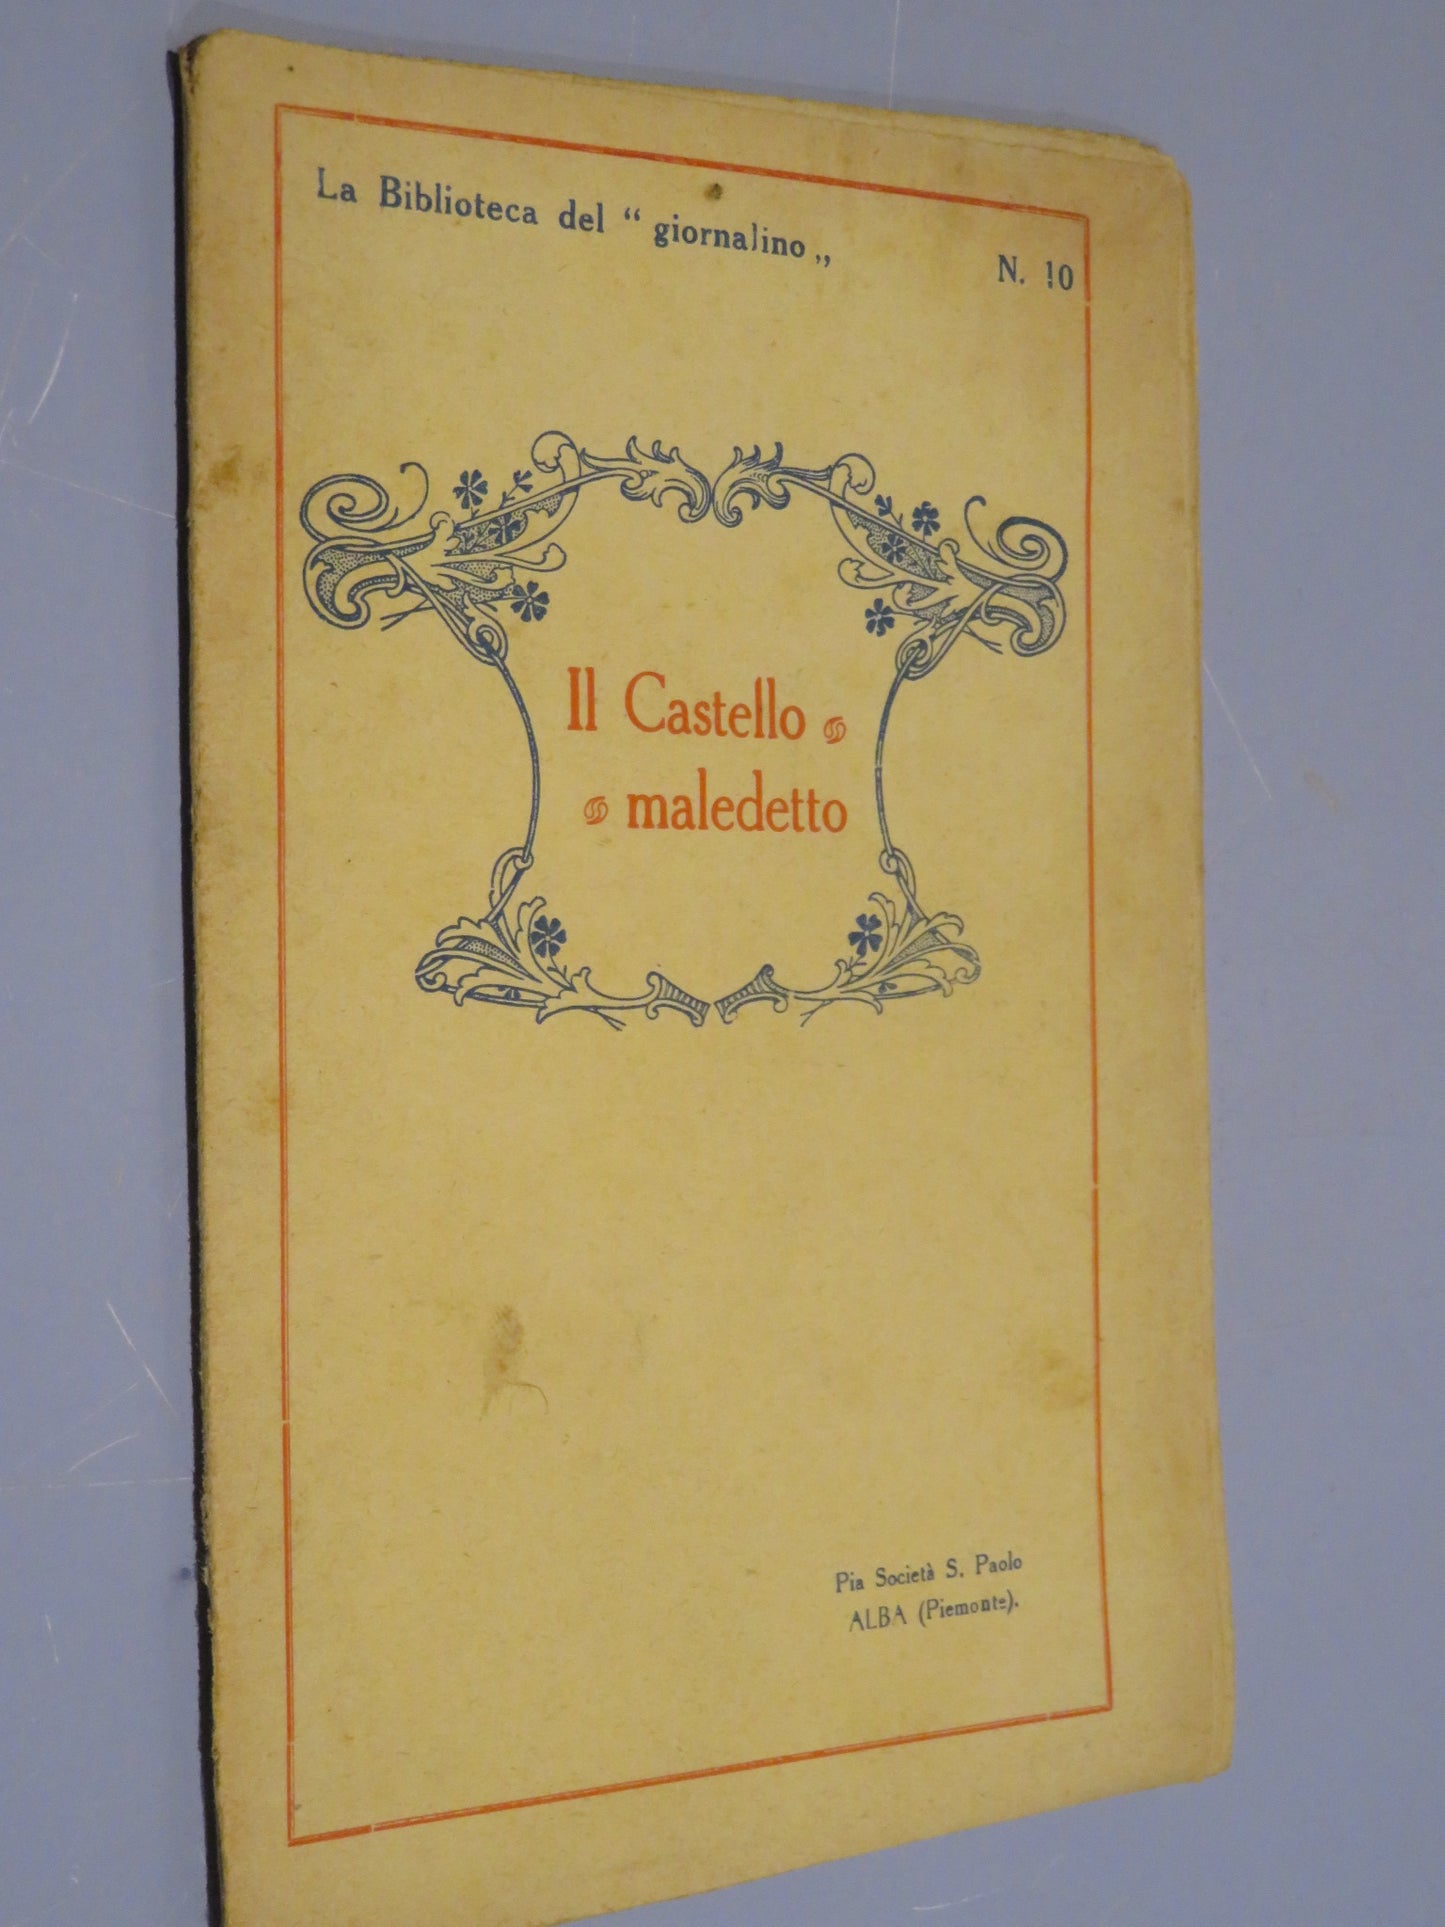 La Biblioteca del “ giornalino „
N. 10
Il Castello
maledetto
Pia Società S. Paolo
ALBA (Piemonte).